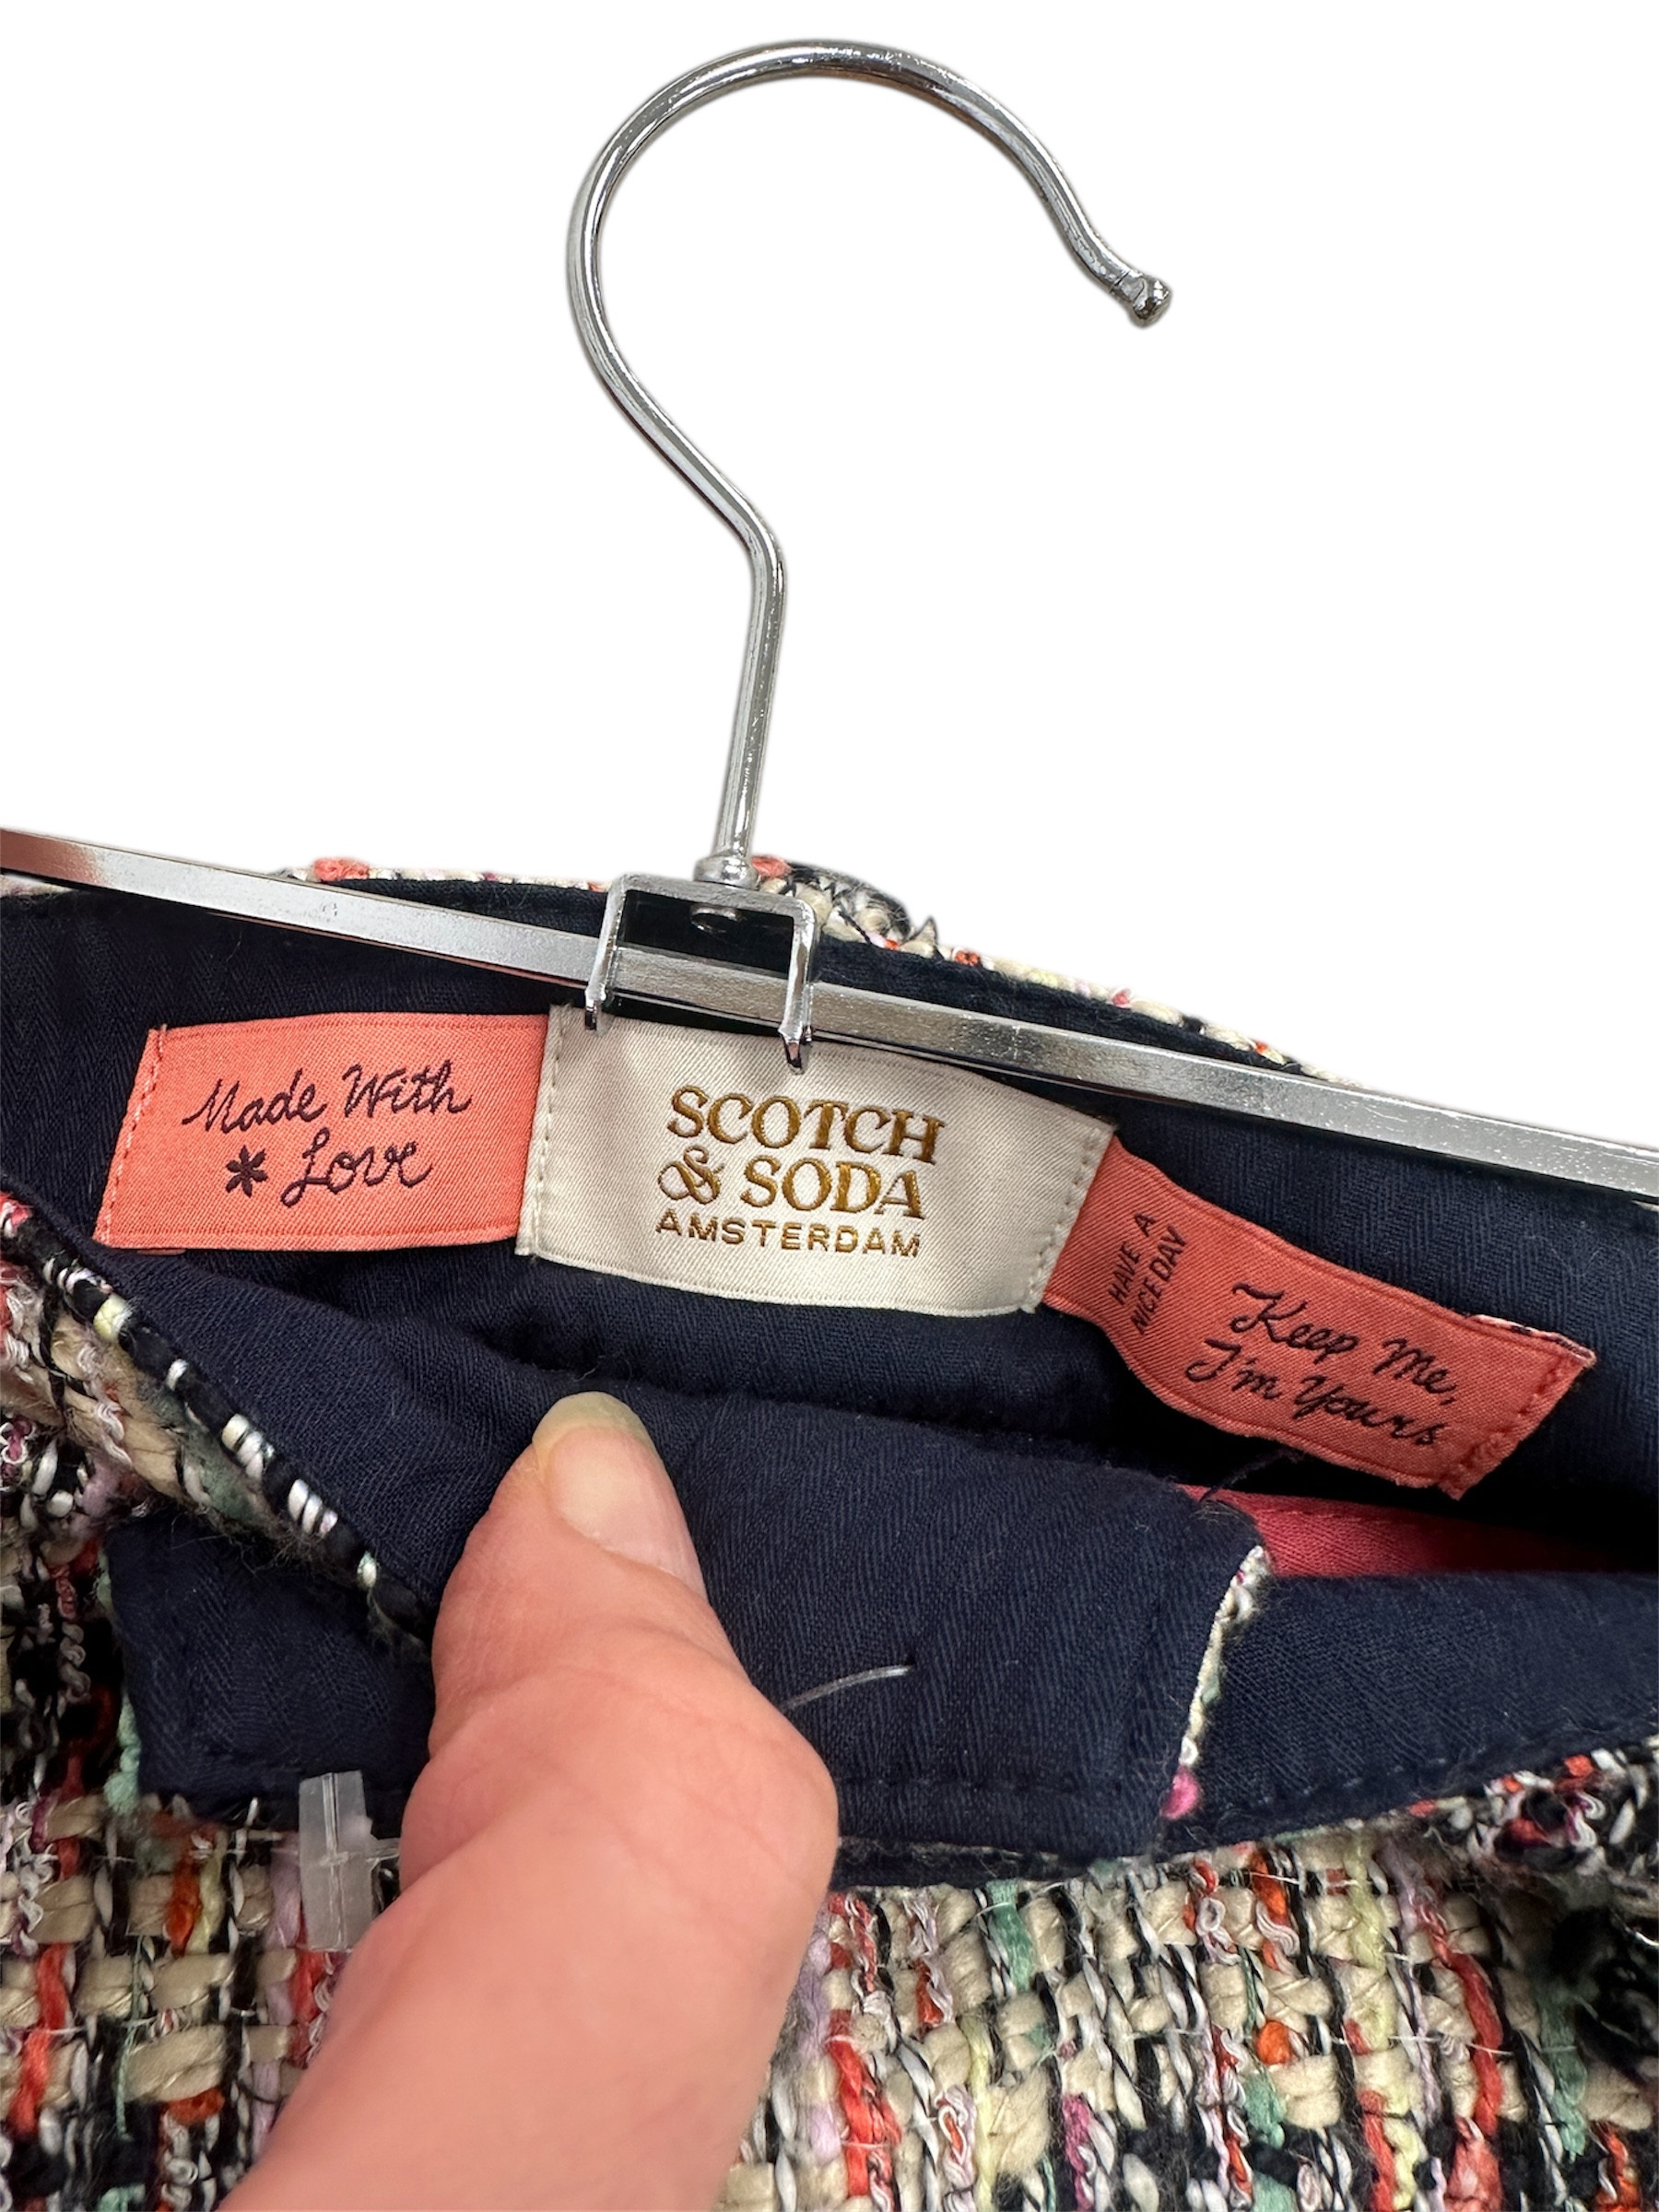 Made With
* Love
SCOTCH
& SODA
AMSTERDAM
HAVE A
NICE DAY
Keep Me,
I'm Yours